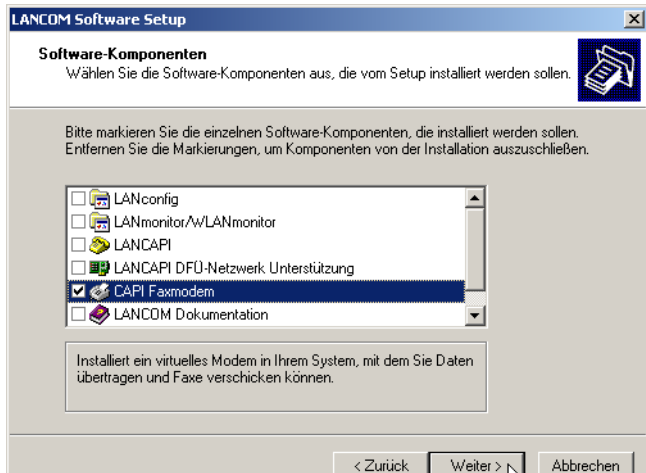 LANCOM Software Setup
Software-Komponenten
Wählen Sie die Software-Komponenten aus, die vom Setup installiert werden sollen.
Bitte markieren Sie die einzelnen Software-Komponenten, die installiert werden sollen.
Entfernen Sie die Markierungen, um Komponenten von der Installation auszuschließen.
LANconfig
LANmonitor/WLANmonitor
LANCAPI
LANCAPI DFÜ-Netzwerk Unterstützung
CAPI Faxmodem
LANCOM Dokumentation
Installiert ein virtuelles Modem in Ihrem System, mit dem Sie Daten
übertragen und Faxe verschicken können.
< Zurück Weiter > Abbrechen